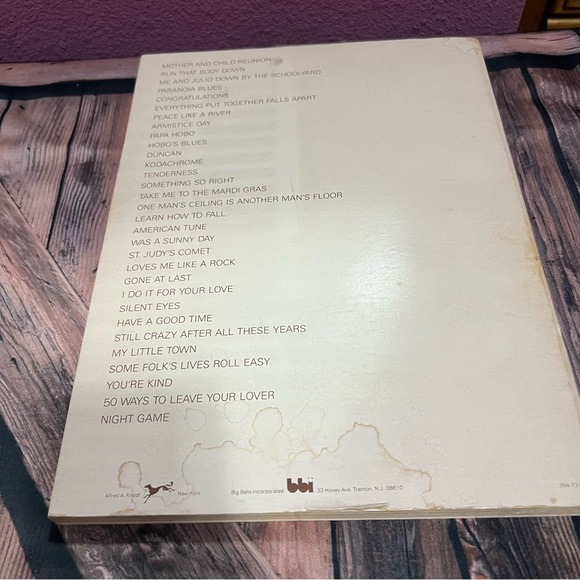 MOTHER AND CHILD REUNION
RUN THAT BODY DOWN
ME AND JULIO DOWN BY THE SCHOOLYARD
PARANOIA BLUES
CONGRATULATIONS
EVERYTHING PUT TOGETHER FALLS APART
PEACE LIKE A RIVER
ARMISTICE DAY
PAPA HOBO
HOBO'S BLUES
DUNCAN
KODACHROME
TENDERNESS
SOMETHING SO RIGHT
TAKE ME TO THE MARDI GRAS
ONE MAN'S CEILING IS ANOTHER MAN'S FLOOR
LEARN HOW TO FALL
AMERICAN TUNE
WAS A SUNNY DAY
ST. JUDY'S COMET
LOVES ME LIKE A ROCK
GONE AT LAST
I DO IT FOR YOUR LOVE
SILENT EYES
HAVE A GOOD TIME
STILL CRAZY AFTER ALL THESE YEARS
MY LITTLE TOWN
SOME FOLK'S LIVES ROLL EASY
YOU'RE KIND
50 WAYS TO LEAVE YOUR LOVER
NIGHT GAME
Alfred A. Knopf New York Big Bells Incorporated bbi 33 Hovey Ave. Trenton, N.J. 08610